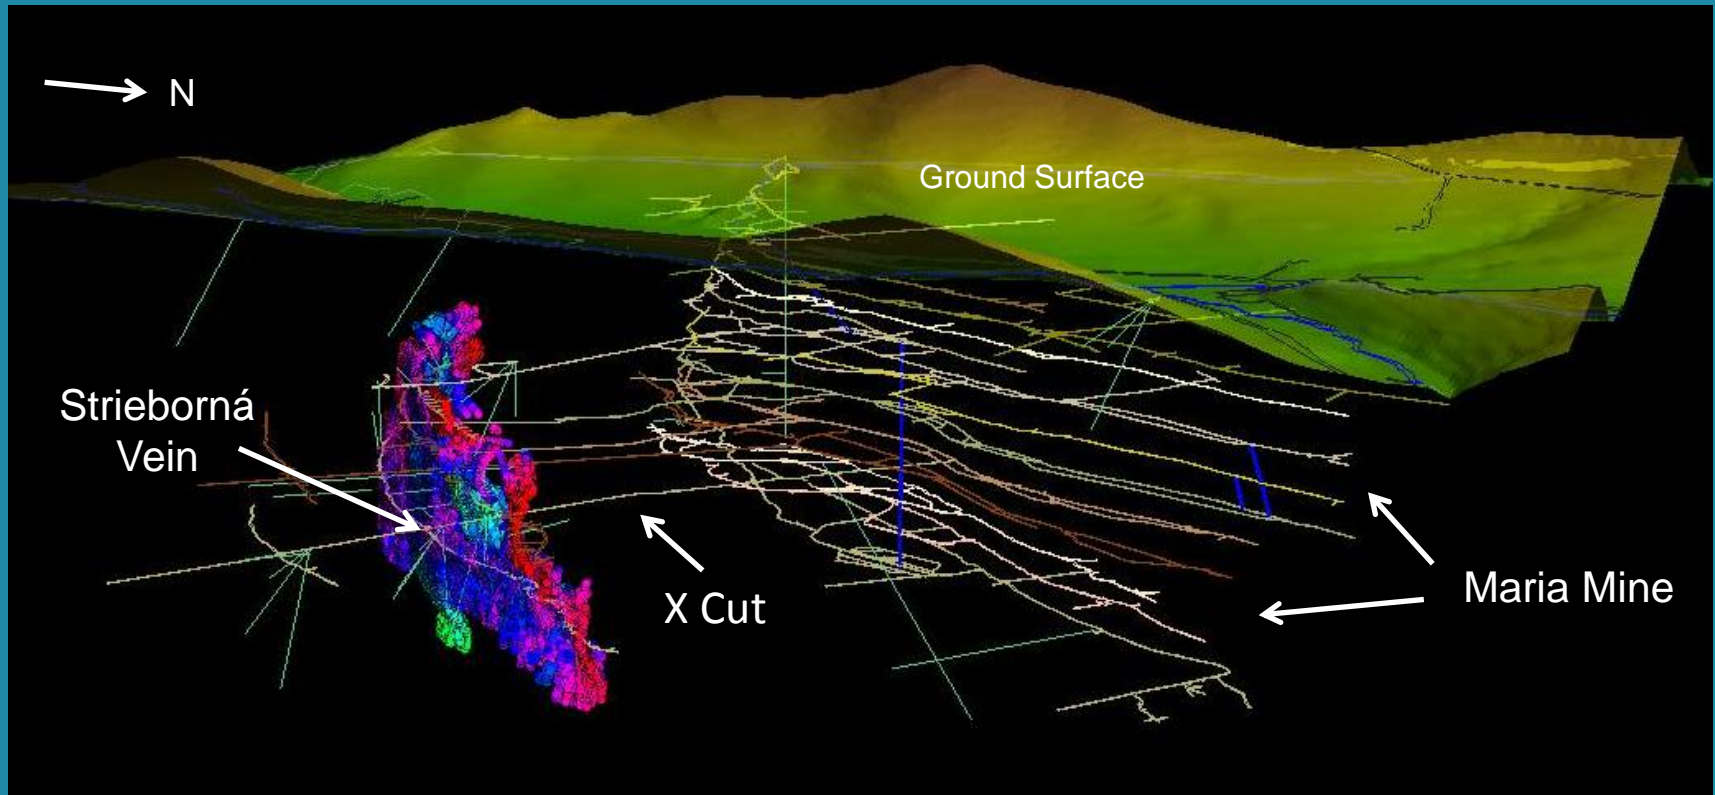 N
Ground Surface
Strieborná
Vein
X Cut
Maria Mine